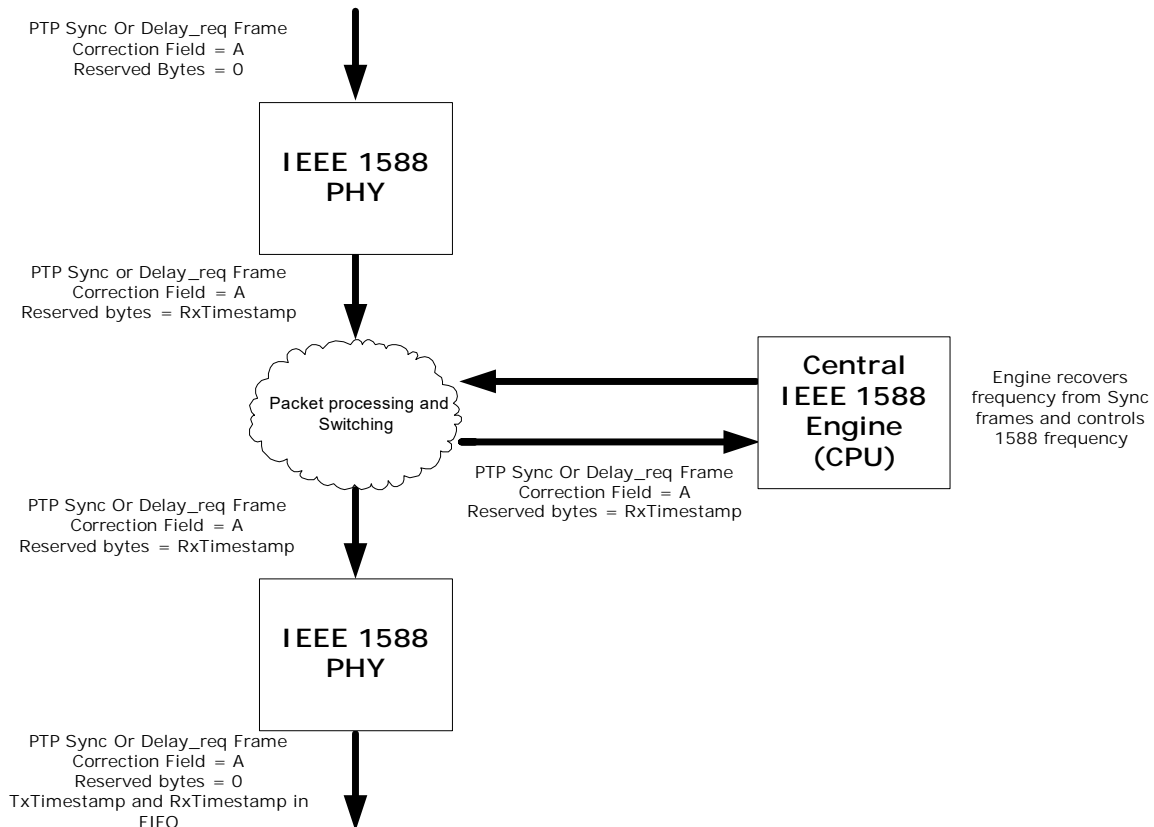 PTP Sync Or Delay_req Frame
Correction Field = A
Reserved Bytes = 0
IEEE 1588
PHY
PTP Sync or Delay_req Frame
Correction Field = A
Reserved bytes = RxTimestamp
Packet processing and
Switching
Central
IEEE 1588
Engine
(CPU)
Engine recovers
frequency from Sync
frames and controls
1588 frequency
PTP Sync Or Delay_req Frame
Correction Field = A
Reserved bytes = RxTimestamp
PTP Sync Or Delay_req Frame
Correction Field = A
Reserved bytes = RxTimestamp
IEEE 1588
PHY
PTP Sync Or Delay_req Frame
Correction Field = A
Reserved bytes = 0
TxTimestamp and RxTimestamp in
FIFO